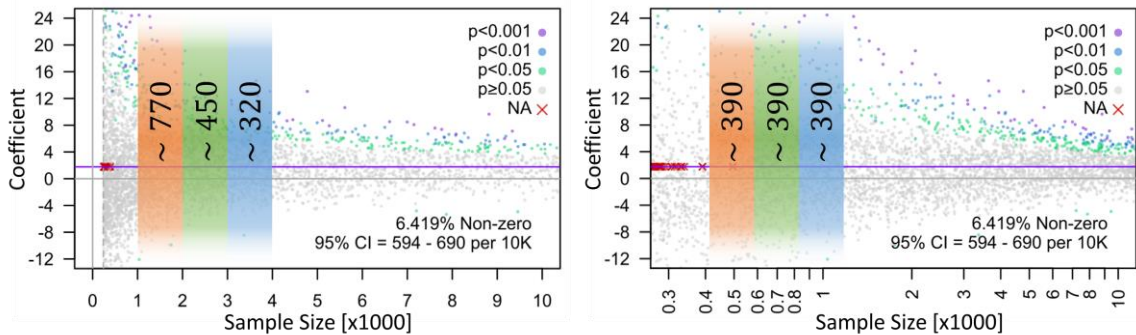 24
20
16
12
8
4
0
-4
-8
-12
Coefficient
~ 770
~ 450
~ 320
p<0.001
p<0.01
p<0.05
p≥0.05
NA
6.419% Non-zero
95% CI = 594 - 690 per 10K
0 1 2 3 4 5 6 7 8 9 10
Sample Size [x1000]
24
20
16
12
8
4
0
-4
-8
-12
Coefficient
~ 390
~ 390
~ 390
p<0.001
p<0.01
p<0.05
p≥0.05
NA
6.419% Non-zero
95% CI = 594 - 690 per 10K
0.3 0.4 0.5 0.6 0.7 0.8 1 2 3 4 5 6 7 8 10
Sample Size [x1000]